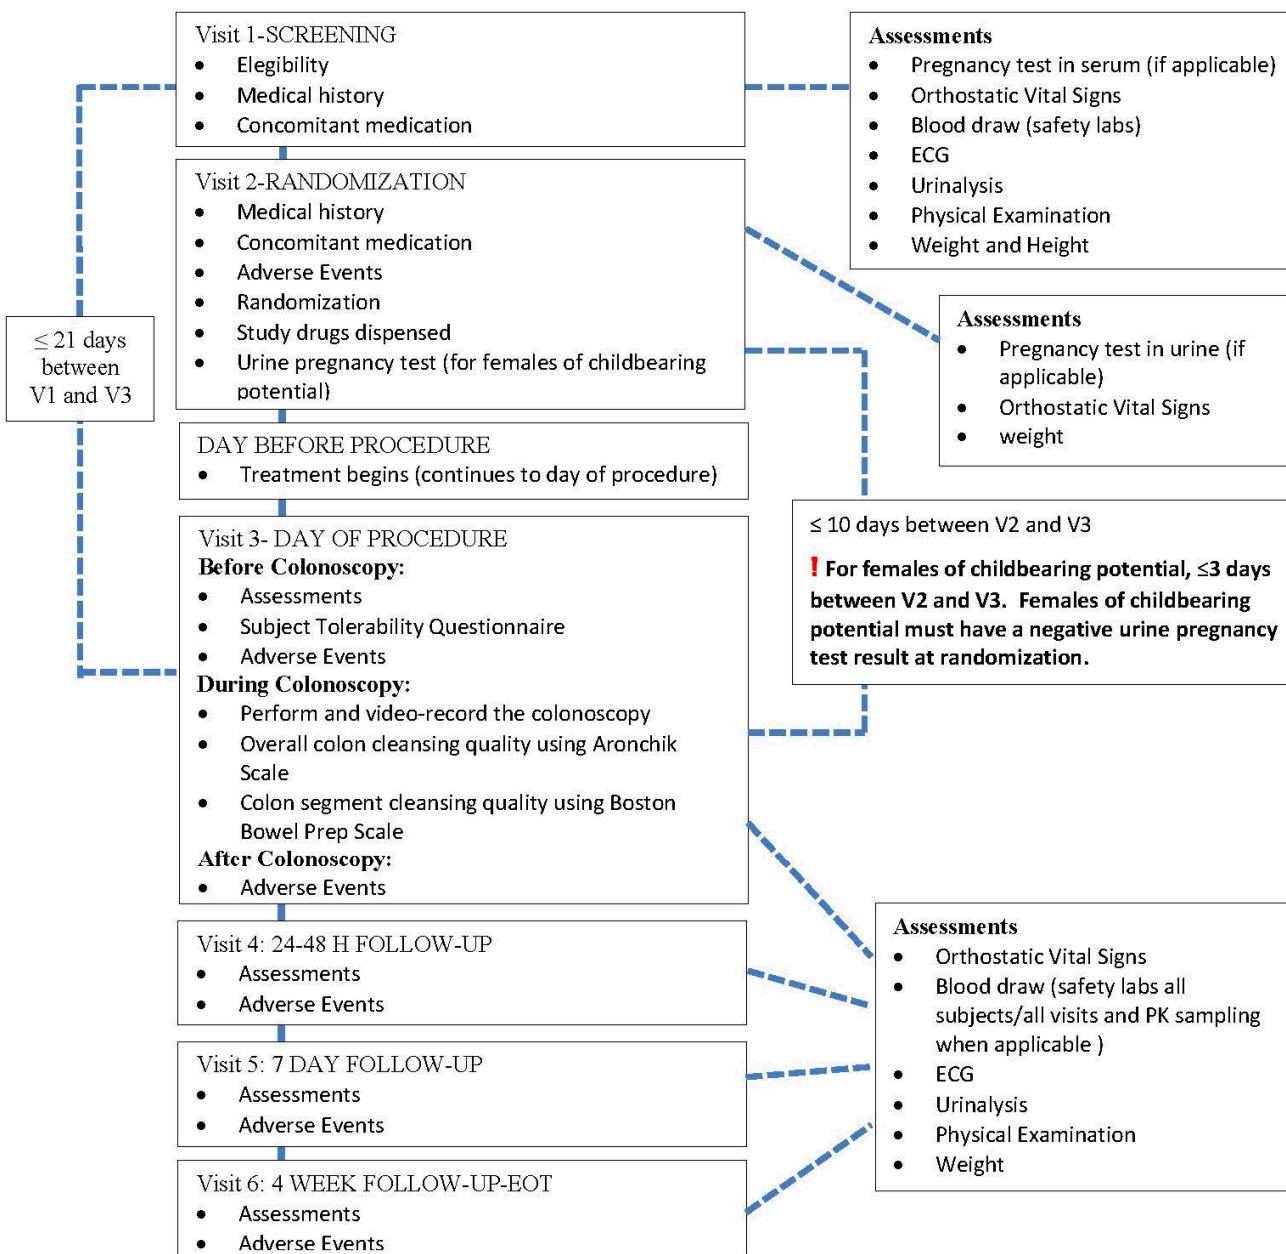 Visit 1-SCREENING
• Elegibility
• Medical history
• Concomitant medication
Assessments
• Pregnancy test in serum (if applicable)
• Orthostatic Vital Signs
• Blood draw (safety labs)
• ECG
• Urinalysis
• Physical Examination
• Weight and Height
Visit 2-RANDOMIZATION
• Medical history
• Concomitant medication
• Adverse Events
• Randomization
• Study drugs dispensed
• Urine pregnancy test (for females of childbearing
potential)
Assessments
• Pregnancy test in urine (if
applicable)
• Orthostatic Vital Signs
• weight
≤ 21 days
between
V1 and V3
DAY BEFORE PROCEDURE
• Treatment begins (continues to day of procedure)
≤ 10 days between V2 and V3
! For females of childbearing potential, ≤3 days
between V2 and V3. Females of childbearing
potential must have a negative urine pregnancy
test result at randomization.
Visit 3- DAY OF PROCEDURE
Before Colonoscopy:
• Assessments
• Subject Tolerability Questionnaire
• Adverse Events
During Colonoscopy:
• Perform and video-record the colonoscopy
• Overall colon cleansing quality using Aronchik
Scale
• Colon segment cleansing quality using Boston
Bowel Prep Scale
After Colonoscopy:
• Adverse Events
Visit 4: 24-48 H FOLLOW-UP
• Assessments
• Adverse Events
Visit 5: 7 DAY FOLLOW-UP
• Assessments
• Adverse Events
Visit 6: 4 WEEK FOLLOW-UP-EOT
• Assessments
• Adverse Events
Assessments
• Orthostatic Vital Signs
• Blood draw (safety labs all
subjects/all visits and PK sampling
when applicable )
• ECG
• Urinalysis
• Physical Examination
• Weight